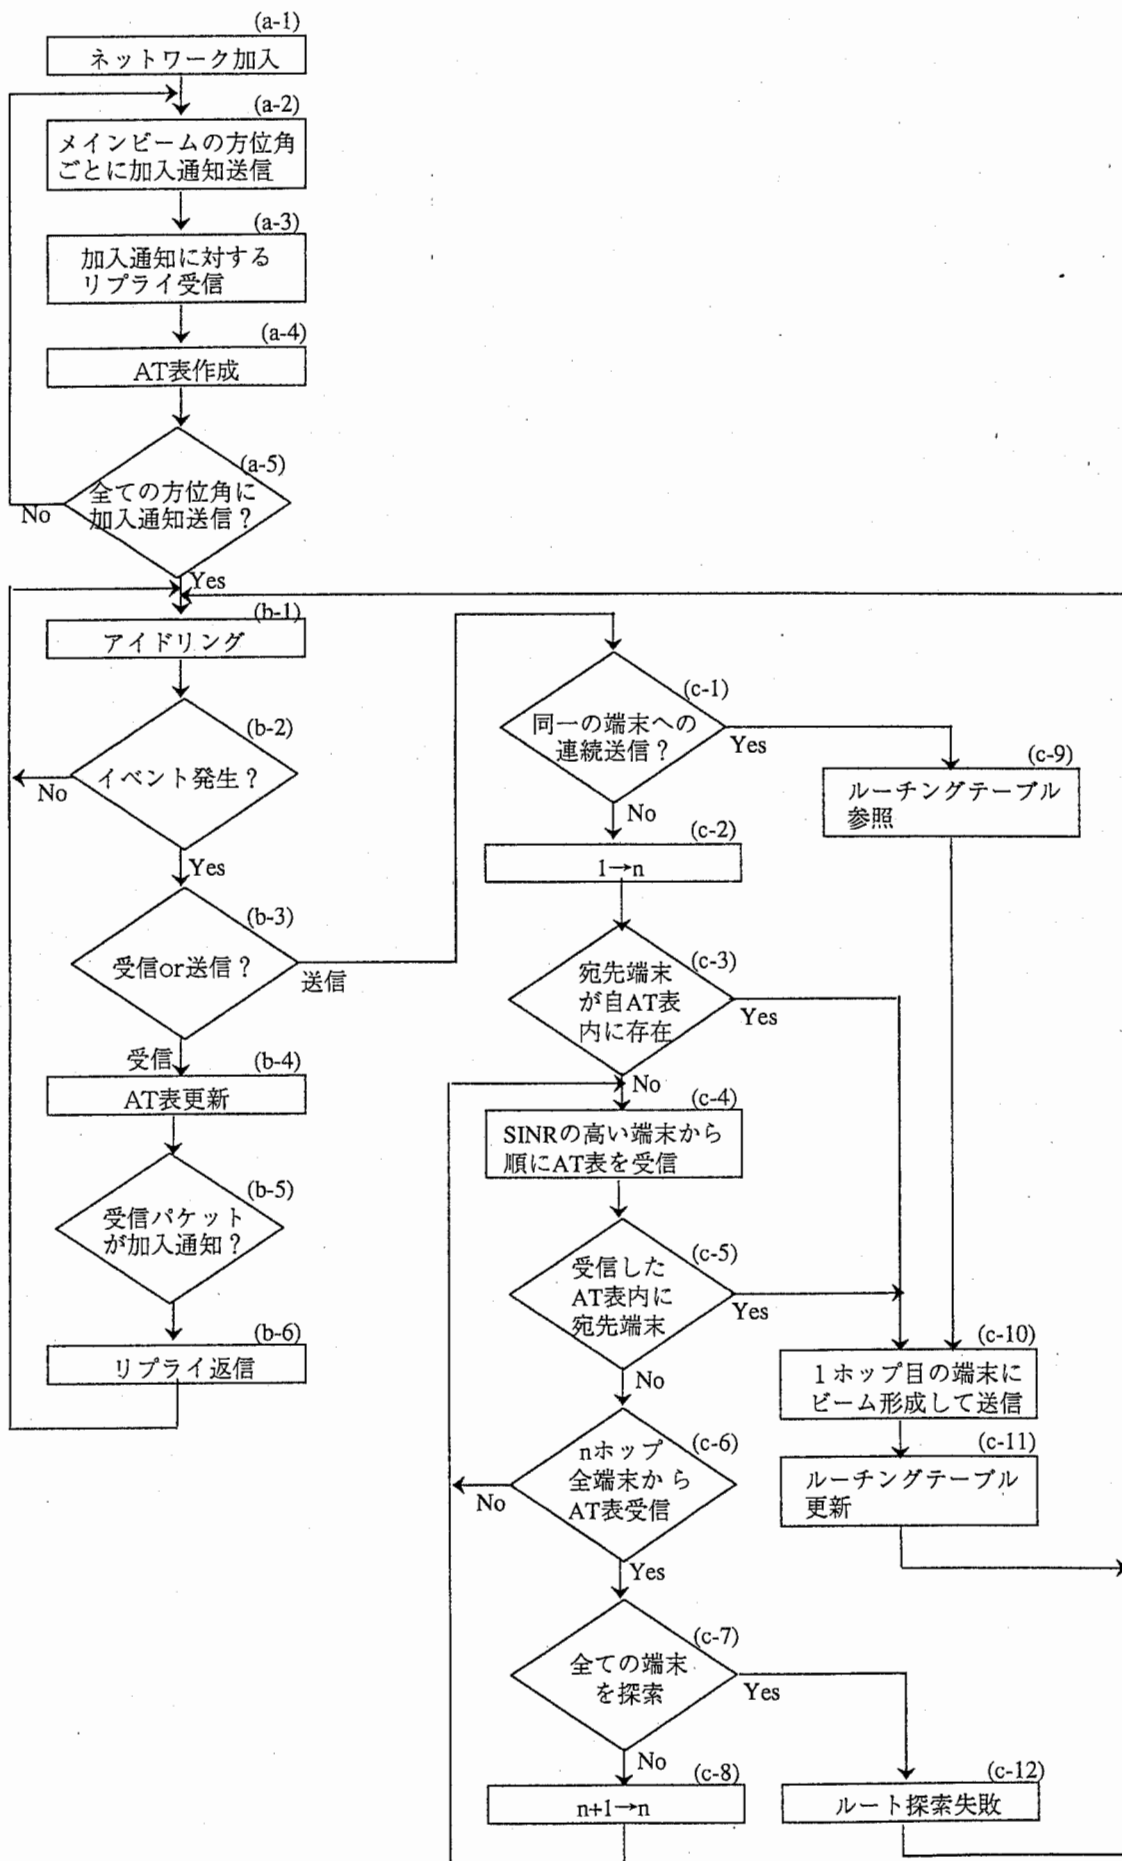 (a-1)
ネットワーク加入
(a-2)
メインビームの方位角
ごとに加入通知送信
(a-3)
加入通知に対する
リプライ受信
(a-4)
AT表作成
(a-5)
全ての方位角に
加入通知送信？
No
Yes
(b-1)
アイドリング
(b-2)
イベント発生？
No
Yes
(b-3)
受信or送信？
送信
受信
(b-4)
AT表更新
(b-5)
受信パケット
が加入通知？
(b-6)
リプライ返信
(c-1)
同一の端末への
連続送信？
Yes
No
(c-2)
1→n
(c-3)
宛先端末
が自AT表
内に存在
Yes
No
(c-4)
SINRの高い端末から
順にAT表を受信
(c-5)
受信した
AT表内に
宛先端末
Yes
No
(c-6)
nホップ
全端末から
AT表受信
No
Yes
(c-7)
全ての端末
を探索
Yes
No
(c-8)
n+1→n
(c-9)
ルーチングテーブル
参照
(c-10)
1ホップ目の端末に
ビーム形成して送信
(c-11)
ルーチングテーブル
更新
(c-12)
ルート探索失敗